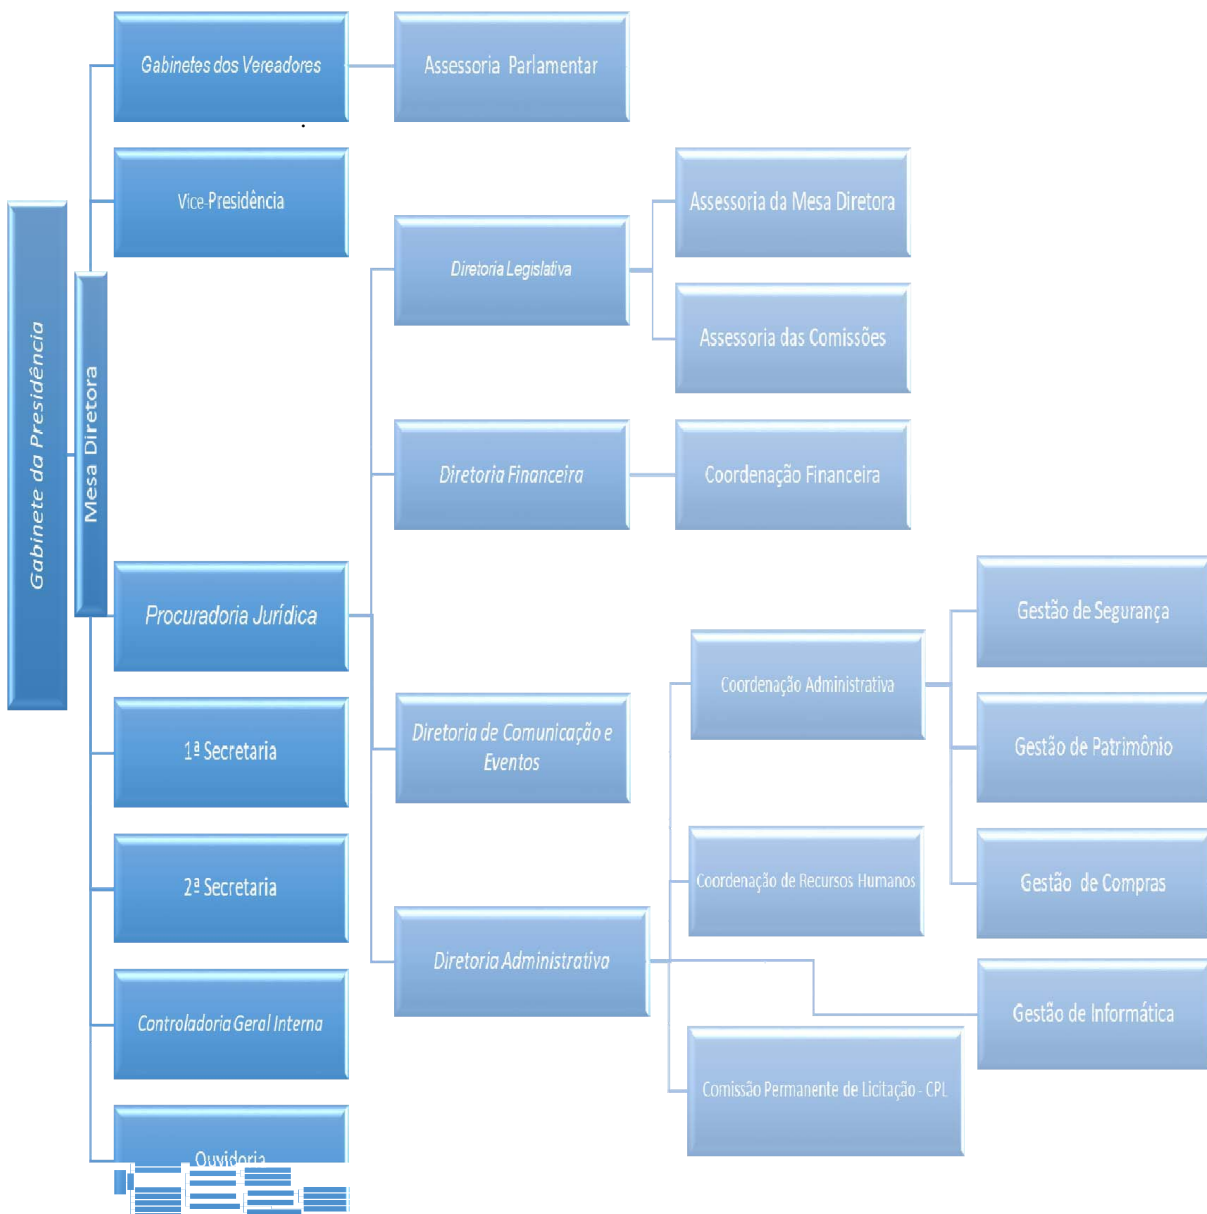 Gabinete da Presidência
Mesa Diretora
Gabinetes dos Vereadores
Assessoria Parlamentar
Vice-Presidência
Procuradoria Jurídica
Diretoria Legislativa
Assessoria da Mesa Diretora
Assessoria das Comissões
Diretoria Financeira
Coordenação Financeira
Diretoria de Comunicação e
Eventos
Diretoria Administrativa
Coordenação Administrativa
Gestão de Segurança
Gestão de Patrimônio
Gestão de Compras
Coordenação de Recursos Humanos
Gestão de Informática
Comissão Permanente de Licitação - CPL
1ª Secretaria
2ª Secretaria
Controladoria Geral Interna
Ouvidoria